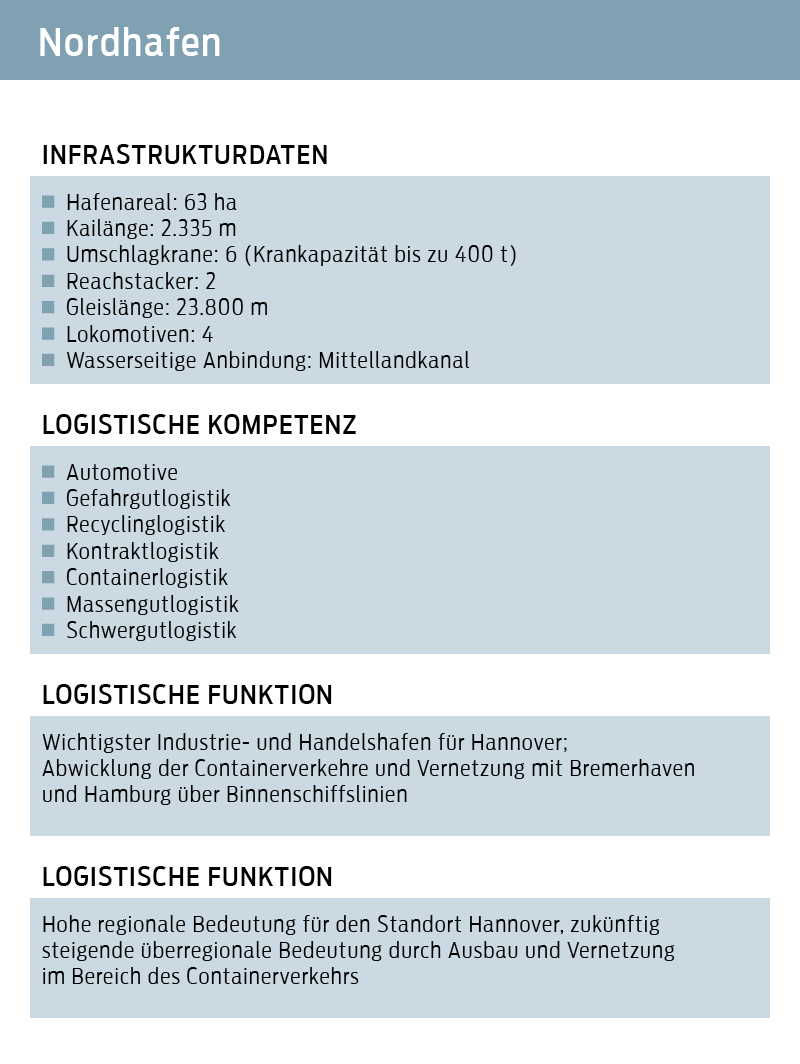 Nordhafen
INFRASTRUKTURDATEN
Hafenareal: 63 ha
Kailänge: 2.335 m
Umschlagkrane: 6 (Krankapazität bis zu 400 t)
Reachstacker: 2
Gleislänge: 23.800 m
Lokomotiven: 4
Wasserseitige Anbindung: Mittellandkanal
LOGISTISCHE KOMPETENZ
Automotive
Gefahrgutlogistik
Recyclinglogistik
Kontraktlogistik
Containerlogistik
Massengutlogistik
Schwergutlogistik
LOGISTISCHE FUNKTION
Wichtigster Industrie- und Handelshafen für Hannover;
Abwicklung der Containerverkehre und Vernetzung mit Bremerhaven
und Hamburg über Binnenschiffslinien
LOGISTISCHE FUNKTION
Hohe regionale Bedeutung für den Standort Hannover, zukünftig
steigende überregionale Bedeutung durch Ausbau und Vernetzung
im Bereich des Containerverkehrs